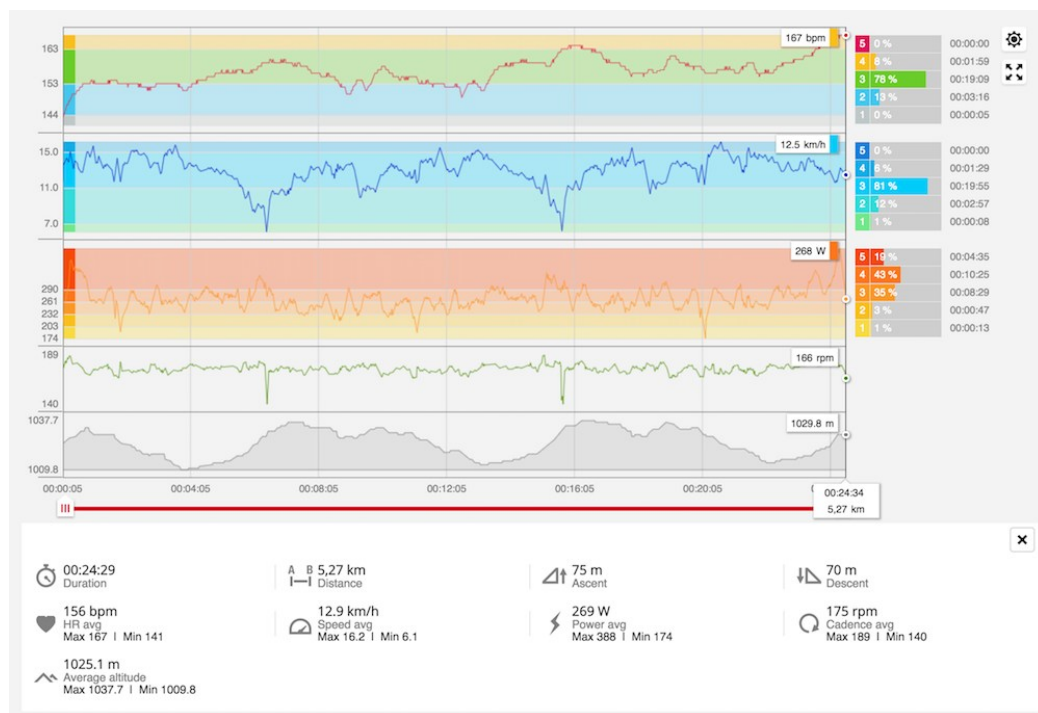 163
153
144
167 bpm
5 0 % 00:00:00
4 8 % 00:01:59
3 78 % 00:19:09
2 13 % 00:03:16
1 0 % 00:00:05
15.0
11.0
7.0
12.5 km/h
5 0 % 00:00:00
4 6 % 00:01:29
3 81 % 00:19:55
2 12 % 00:02:57
1 1 % 00:00:08
290
261
232
203
174
268 W
5 19 % 00:04:35
4 43 % 00:10:25
3 35 % 00:08:29
2 3 % 00:00:47
1 1 % 00:00:13
189
140
166 rpm
1037.7
1009.8
1029.8 m
00:00:05 00:04:05 00:08:05 00:12:05 00:16:05 00:20:05
00:24:34
5,27 km
00:24:29
Duration
A B 5,27 km
Distance
75 m
Ascent
70 m
Descent
156 bpm
HR avg
Max 167 | Min 141
12.9 km/h
Speed avg
Max 16.2 | Min 6.1
269 W
Power avg
Max 388 | Min 174
175 rpm
Cadence avg
Max 189 | Min 140
1025.1 m
Average altitude
Max 1037.7 | Min 1009.8